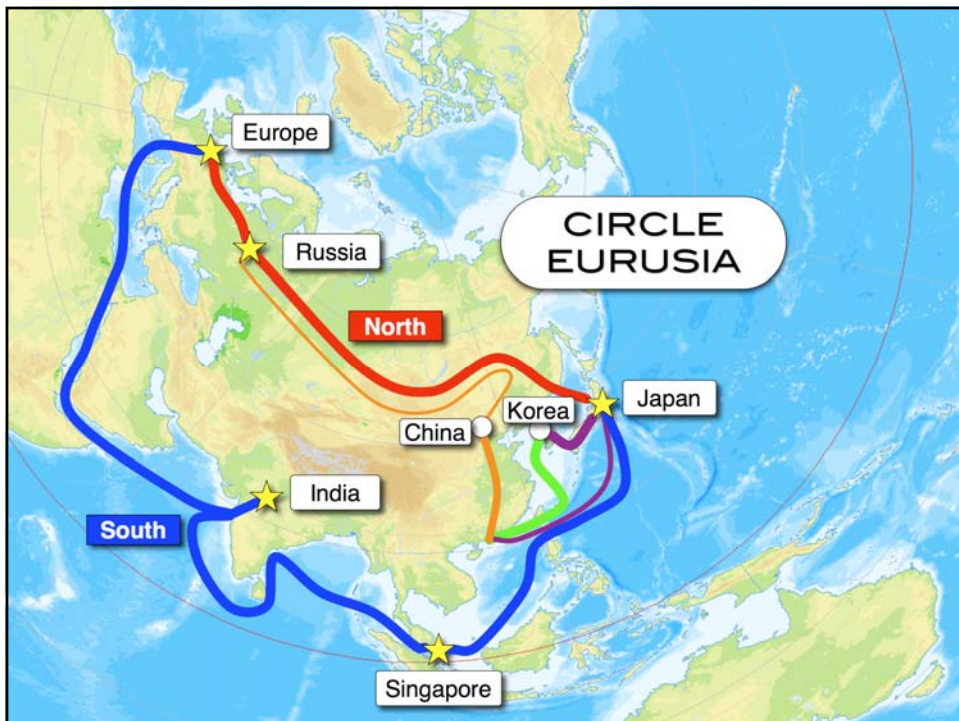 Europe
CIRCLE
EURUSIA
Russia
North
Japan
Korea
China
India
South
Singapore